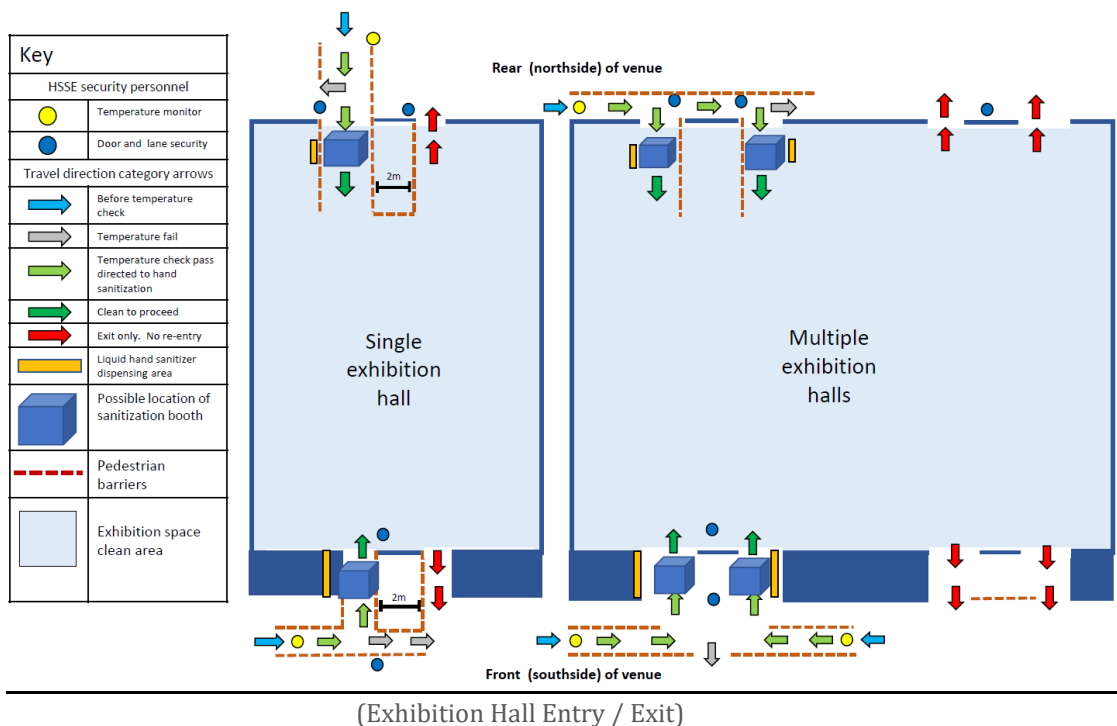 Key
HSSE security personnel
Temperature monitor
Door and lane security
Travel direction category arrows
Before temperature
check
Temperature fail
Temperature check pass
directed to hand
sanitization
Clean to proceed
Exit only. No re-entry
Liquid hand sanitizer
dispensing area
Possible location of
sanitization booth
Pedestrian
barriers
Exhibition space
clean area
Rear (northside) of venue
2m
Single
exhibition
hall
Multiple
exhibition
halls
2m
Front (southside) of venue
(Exhibition Hall Entry / Exit)